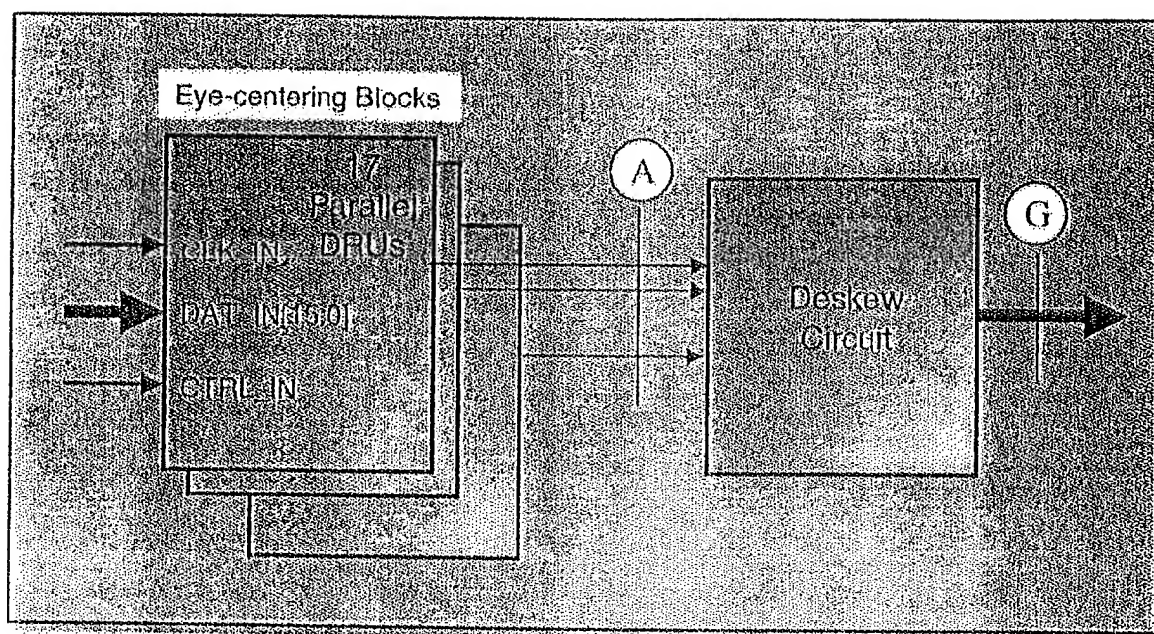 Eye-centering Blocks
17
Parallel
DRUs
CLK_IN
DAT_IN[15:0]
CTRL_IN
A
Deskew
Circuit
G